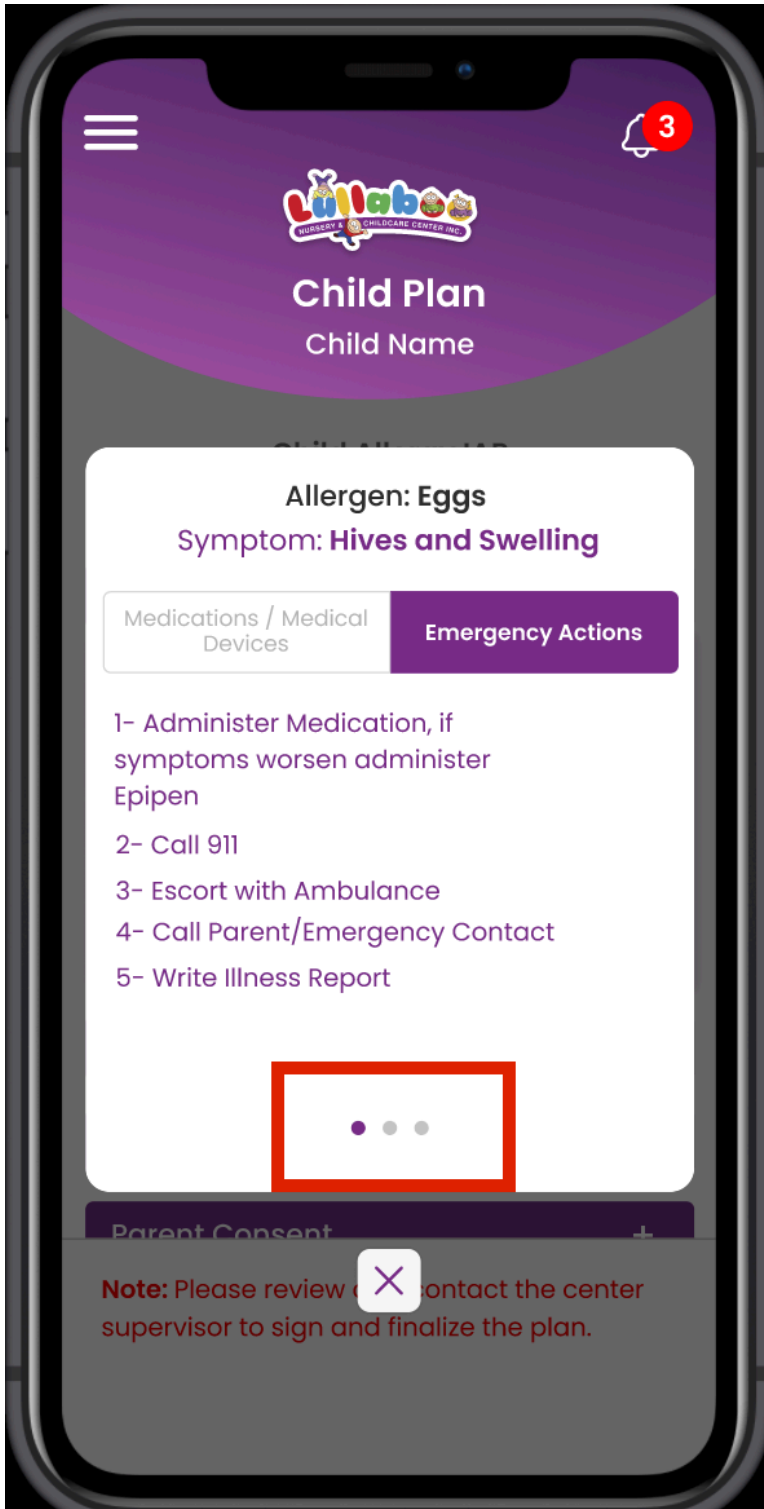 3
Lullaboo
NURSERY & CHILDCARE CENTER INC.
Child Plan
Child Name
Allergen: Eggs
Symptom: Hives and Swelling
Medications / Medical
Devices
Emergency Actions
1- Administer Medication, if
symptoms worsen administer
Epipen
2- Call 911
3- Escort with Ambulance
4- Call Parent/Emergency Contact
5- Write Illness Report
Parent Consent +
Note: Please review contact the center
supervisor to sign and finalize the plan.